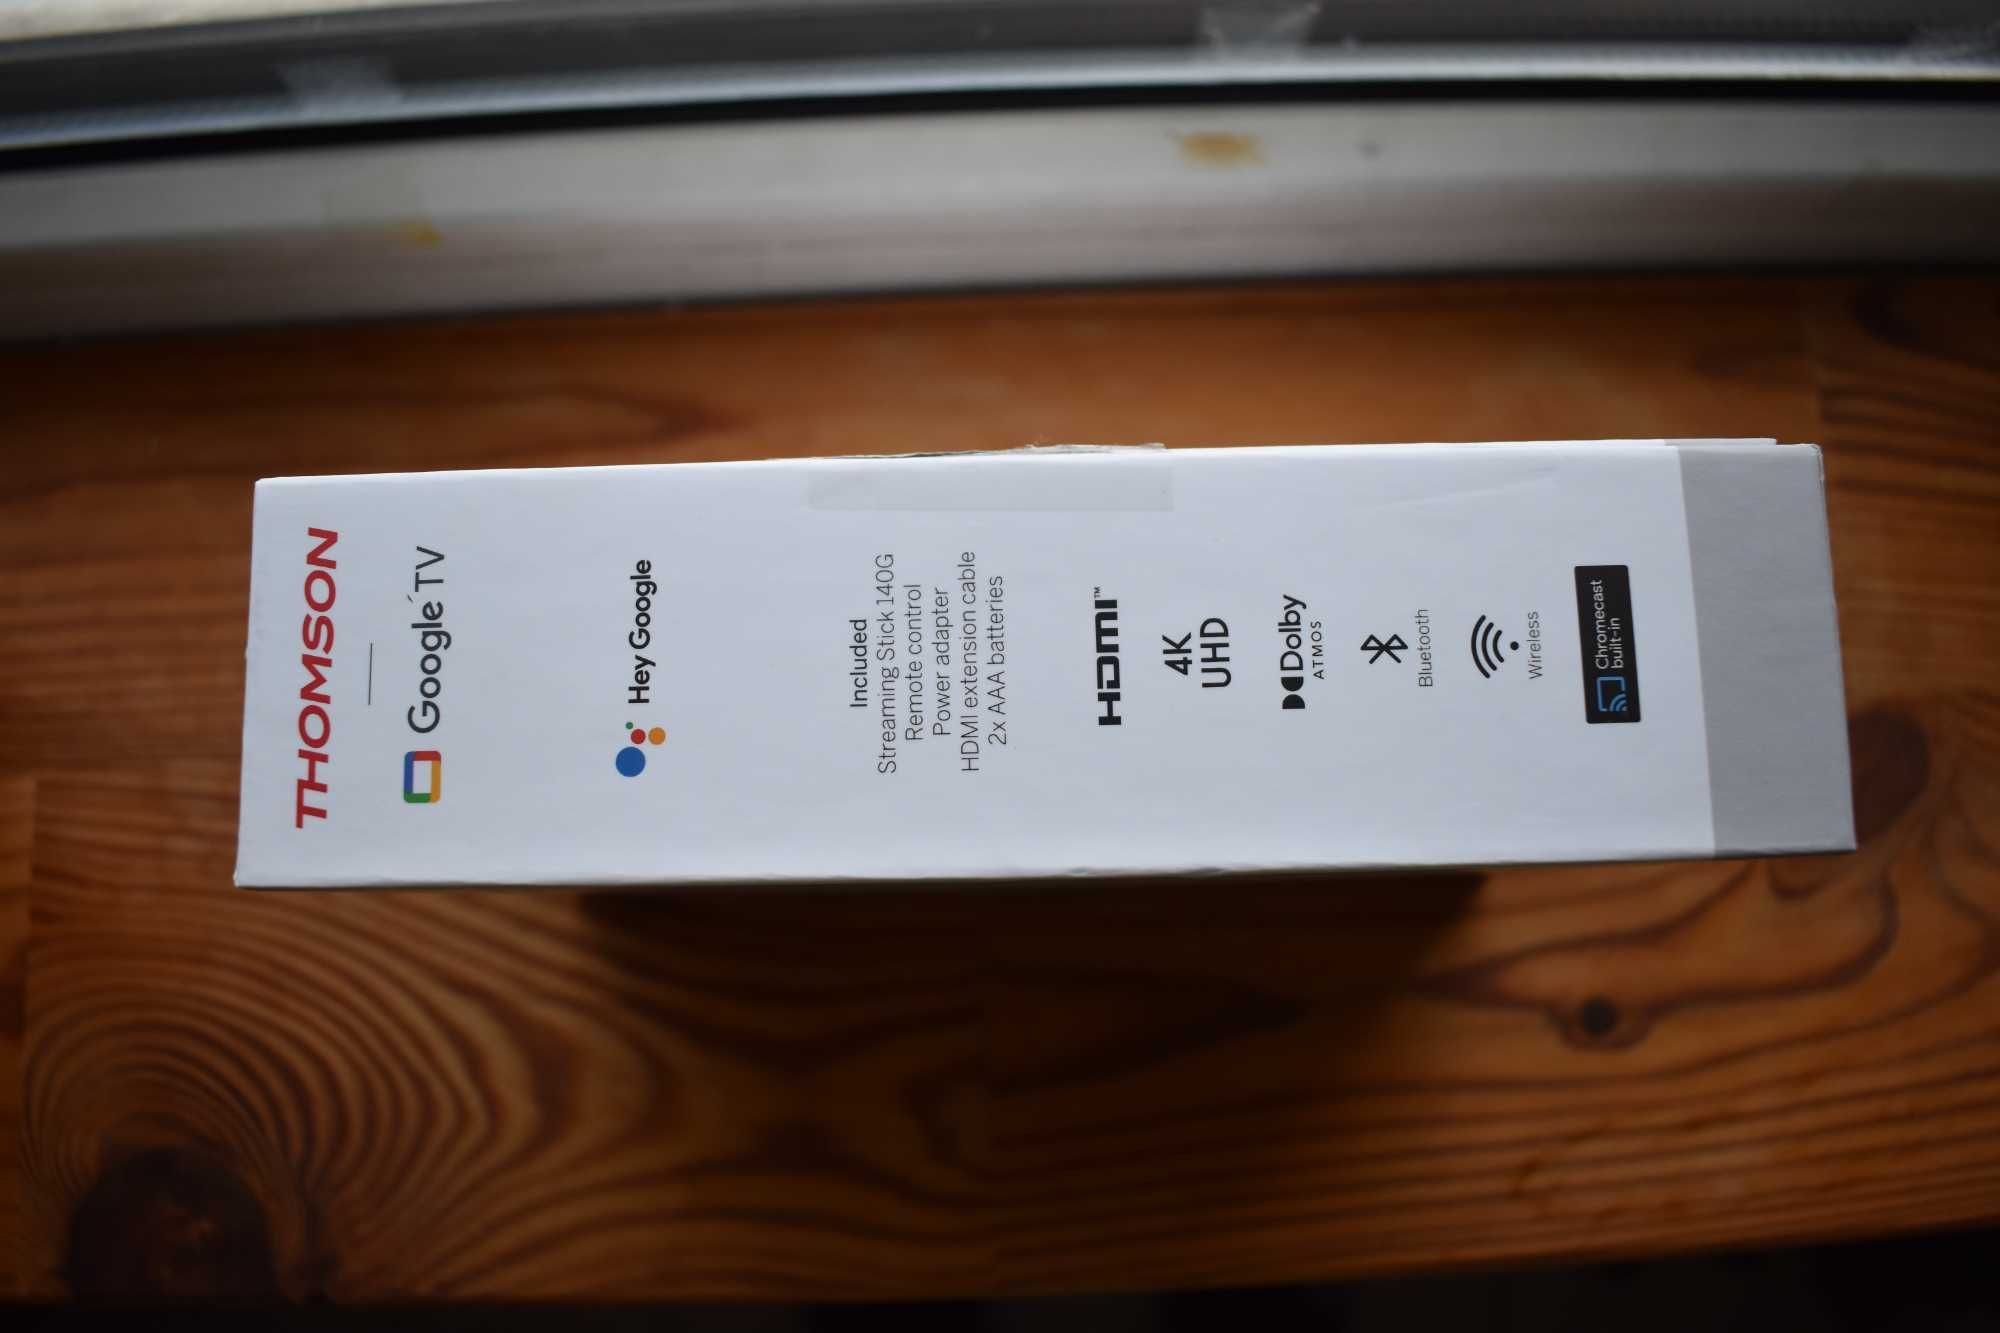 THOMSON
Google TV
Hey Google
Included
Streaming Stick 140G
Remote control
Power adapter
HDMI extension cable
2x AAA batteries
HDMI™
4K
UHD
Dolby
ATMOS
Bluetooth
Wireless
Chromecast
built-in